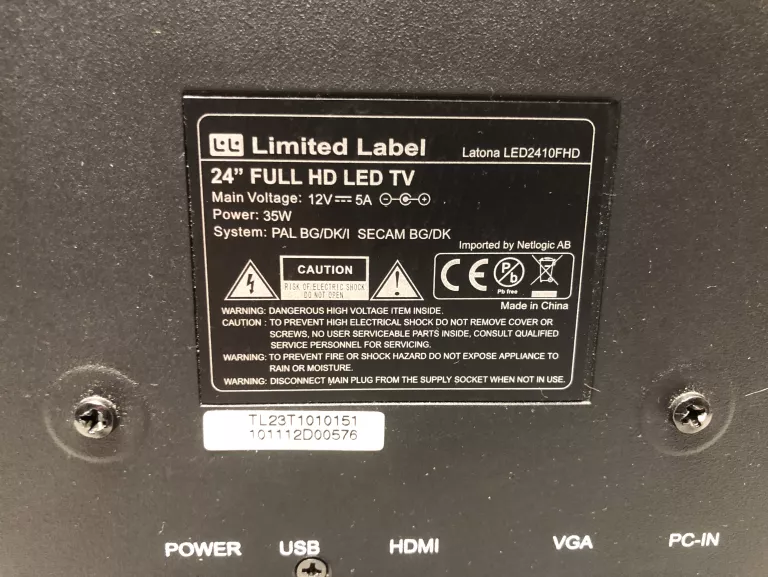 LL Limited Label
Latona LED2410FHD
24” FULL HD LED TV
Main Voltage: 12V⎓5A
Power: 35W
System: PAL BG/DK/I SECAM BG/DK
Imported by Netlogic AB
CAUTION
RISK OF ELECTRIC SHOCK
DO NOT OPEN
CE Pb
Pb free
Made in China
WARNING: DANGEROUS HIGH VOLTAGE ITEM INSIDE.
CAUTION : TO PREVENT HIGH ELECTRICAL SHOCK DO NOT REMOVE COVER OR
SCREWS, NO USER SERVICEABLE PARTS INSIDE, CONSULT QUALIFIED
SERVICE PERSONNEL FOR SERVICING.
WARNING: TO PREVENT FIRE OR SHOCK HAZARD DO NOT EXPOSE APPLIANCE TO
RAIN OR MOISTURE.
WARNING: DISCONNECT MAIN PLUG FROM THE SUPPLY SOCKET WHEN NOT IN USE.
TL23T1010151
101112D00576
POWER USB HDMI VGA PC-IN